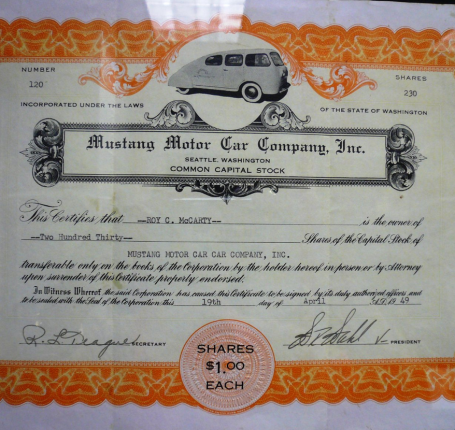 NUMBER
120
SHARES
230
INCORPORATED UNDER THE LAWS
OF THE STATE OF WASHINGTON
Mustang Motor Car Company, Inc.
SEATTLE, WASHINGTON
COMMON CAPITAL STOCK
This Certifies that --ROY C. McCARTY-- is the owner of
--Two Hundred Thirty-- Shares of the Capital Stock of
MUSTANG MOTOR CAR CAR COMPANY, INC.
transferable only on the books of the Corporation by the holder hereof in person or by Attorney
upon surrender of this Certificate properly endorsed.
In Witness Whereof, the said Corporation has caused this Certificate to be signed by its duly authorized officers and
to be sealed with the Seal of the Corporation this 19th day of April 49
R. L. Teague SECRETARY
PRESIDENT
SHARES
$1.00
EACH